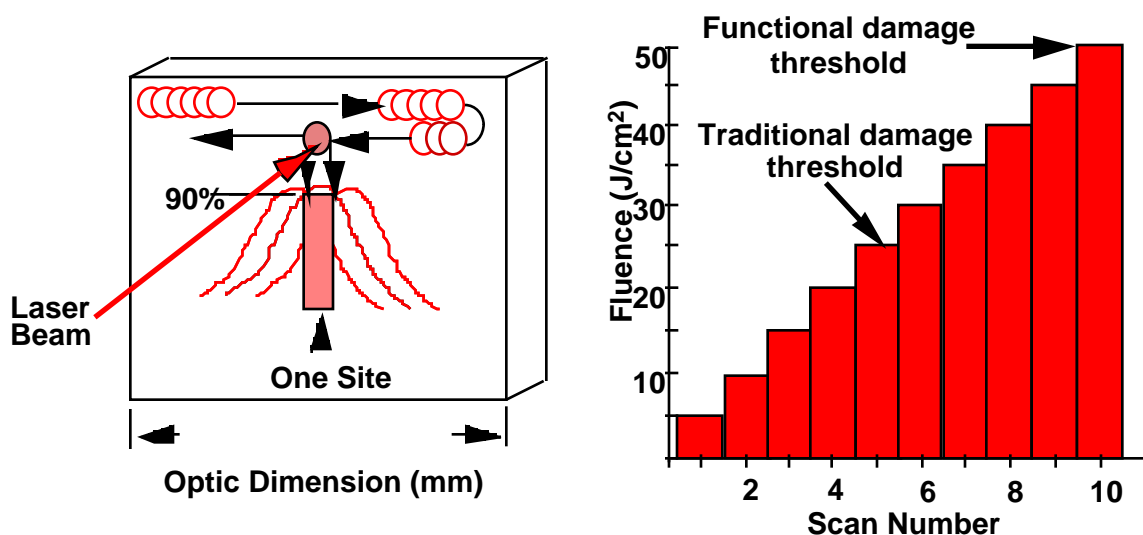 90%
Laser
Beam
One Site
Optic Dimension (mm)
Functional damage
threshold
Traditional damage
threshold
Fluence (J/cm²)
50
40
30
20
10
2 4 6 8 10
Scan Number